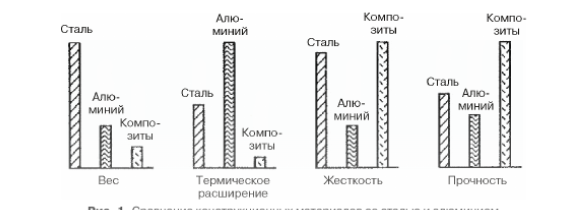 Сталь
Алю-
миний
Компо-
зиты
Вес
Сталь
Алю-
миний
Компо-
зиты
Термическое
расширение
Сталь
Алю-
миний
Компо-
зиты
Жесткость
Сталь
Алю-
миний
Компо-
зиты
Прочность